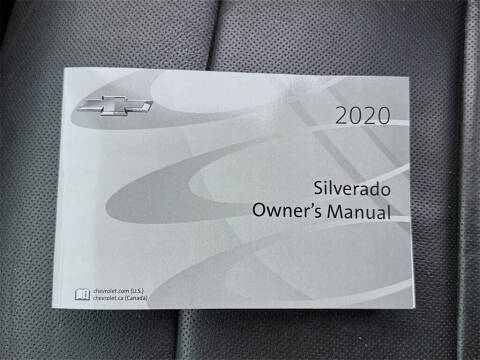 2020
Silverado
Owner's Manual
chevrolet.com (U.S.)
chevrolet.ca (Canada)